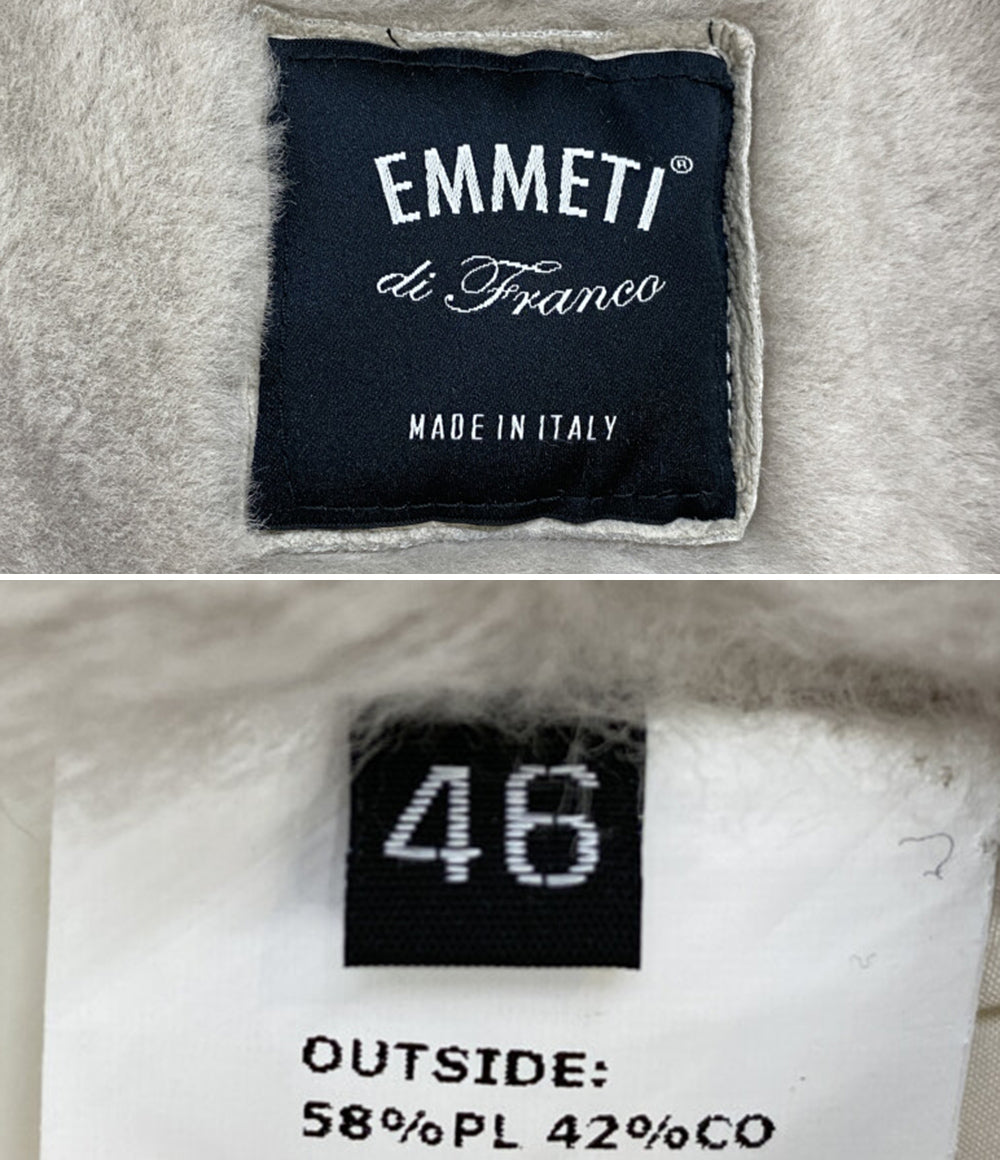 EMMETI®
di Franco
MADE IN ITALY
46
OUTSIDE:
58%PL 42%CO